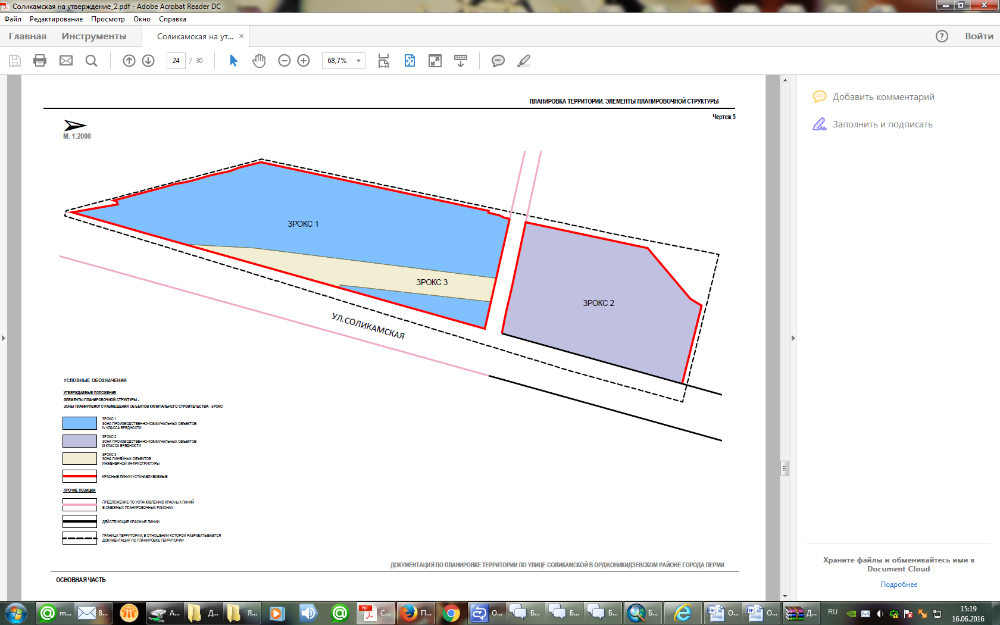 Соликамская на утверждение_2.pdf - Adobe Acrobat Reader DC
Файл Редактирование Просмотр Окно Справка
Главная Инструменты Соликамская на ут... × ? Войти
24 / 30 68,7%
ПЛАНИРОВКА ТЕРРИТОРИИ. ЭЛЕМЕНТЫ ПЛАНИРОВОЧНОЙ СТРУКТУРЫ
Чертеж 5
М. 1:2000
ЗРОКС 1
ЗРОКС 3
ЗРОКС 2
УЛ.СОЛИКАМСКАЯ
УСЛОВНЫЕ ОБОЗНАЧЕНИЯ
УТВЕРЖДАЕМЫЕ ПОЛОЖЕНИЯ
ЭЛЕМЕНТЫ ПЛАНИРОВОЧНОЙ СТРУКТУРЫ -
ЗОНЫ ПЛАНИРУЕМОГО РАЗМЕЩЕНИЯ ОБЪЕКТОВ КАПИТАЛЬНОГО СТРОИТЕЛЬСТВА - ЗРОКС
ЗРОКС 1
ЗОНА ПРОИЗВОДСТВЕННО-КОММУНАЛЬНЫХ ОБЪЕКТОВ
IV КЛАССА ВРЕДНОСТИ
ЗРОКС 2
ЗОНА ПРОИЗВОДСТВЕННО-КОММУНАЛЬНЫХ ОБЪЕКТОВ
III КЛАССА ВРЕДНОСТИ
ЗРОКС 3
ЗОНА ЛИНЕЙНЫХ ОБЪЕКТОВ
ИНЖЕНЕРНОЙ ИНФРАСТРУКТУРЫ
КРАСНЫЕ ЛИНИИ УСТАНАВЛИВАЕМЫЕ
ПРОЧИЕ ПОЗИЦИИ
ПРЕДЛОЖЕНИЕ ПО УСТАНОВЛЕНИЮ КРАСНЫХ ЛИНИЙ
В СМЕЖНЫХ ПЛАНИРОВОЧНЫХ РАЙОНАХ
ДЕЙСТВУЮЩИЕ КРАСНЫЕ ЛИНИИ
ГРАНИЦА ТЕРРИТОРИИ, В ОТНОШЕНИИ КОТОРОЙ РАЗРАБАТЫВАЕТСЯ
ДОКУМЕНТАЦИЯ ПО ПЛАНИРОВКЕ ТЕРРИТОРИИ
ДОКУМЕНТАЦИЯ ПО ПЛАНИРОВКЕ ТЕРРИТОРИИ ПО УЛИЦЕ СОЛИКАМСКОЙ В ОРДЖОНИКИДЗЕВСКОМ РАЙОНЕ ГОРОДА ПЕРМИ
ОСНОВНАЯ ЧАСТЬ
Добавить комментарий
Заполнить и подписать
Храните файлы и обменивайтесь ими в
Document Cloud
Подробнее
m... 8... А... Д... Я... PDF С... П... О... Б... Б... Б... Б... О... О... Д... RU
15:19
16.06.2016